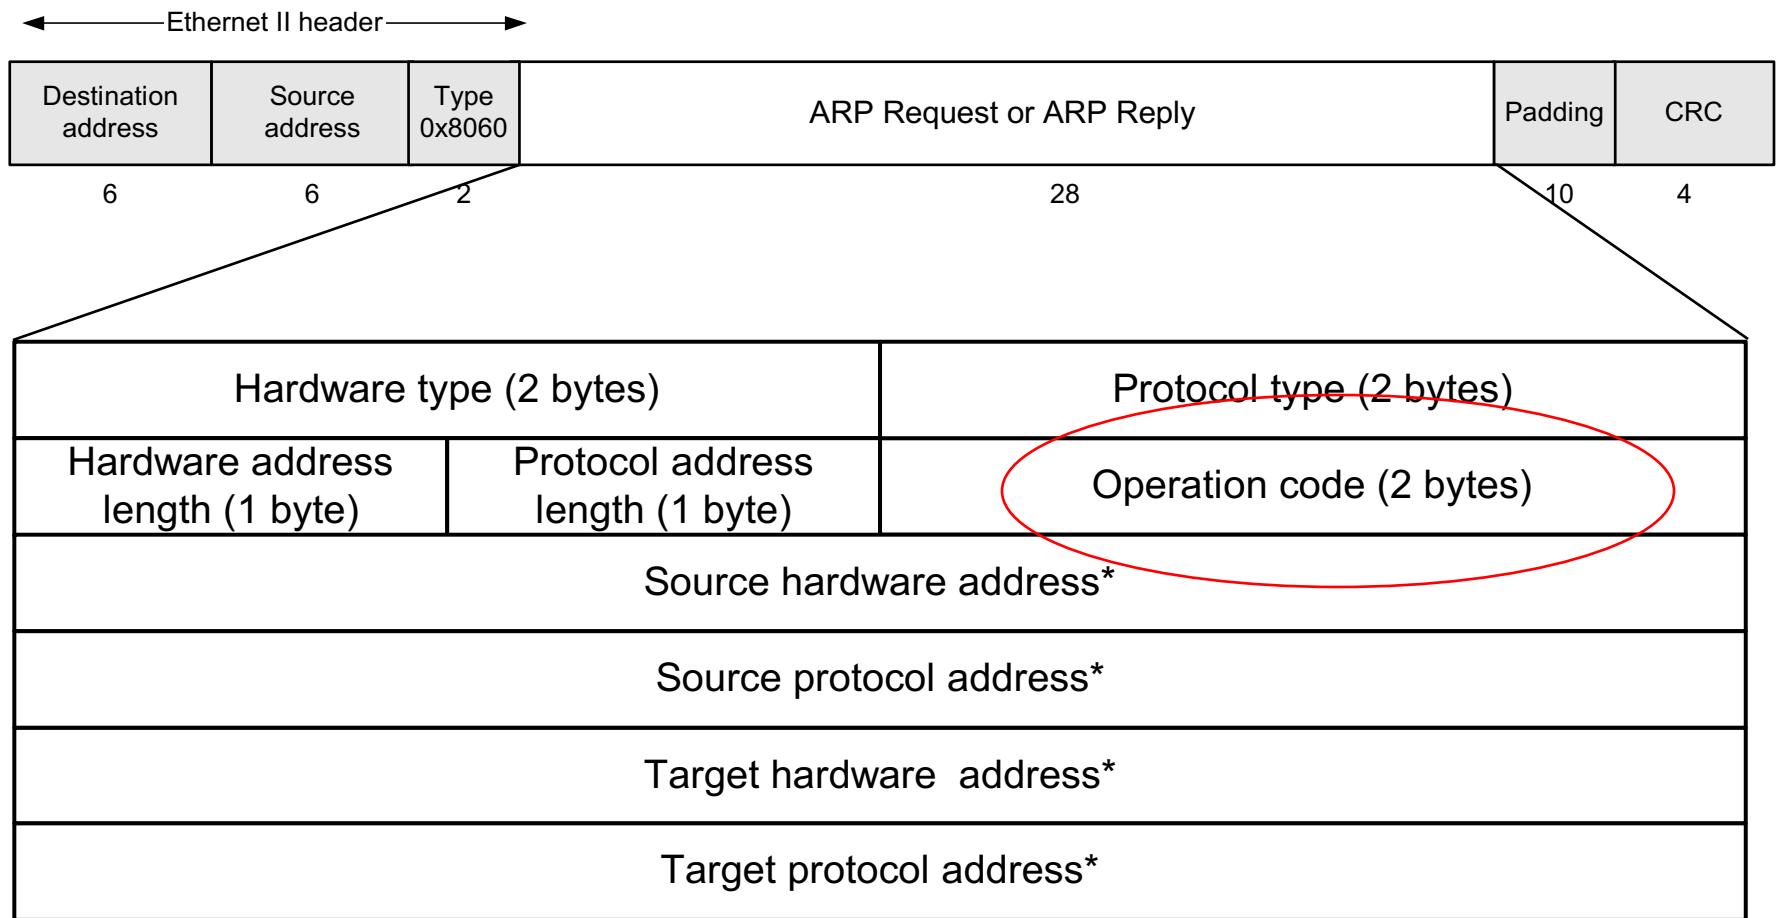 Ethernet II header
Destination
address
Source
address
Type
0x8060
ARP Request or ARP Reply
Padding
CRC
6
6
2
28
10
4
Hardware type (2 bytes)
Protocol type (2 bytes)
Hardware address
length (1 byte)
Protocol address
length (1 byte)
Operation code (2 bytes)
Source hardware address*
Source protocol address*
Target hardware  address*
Target protocol address*